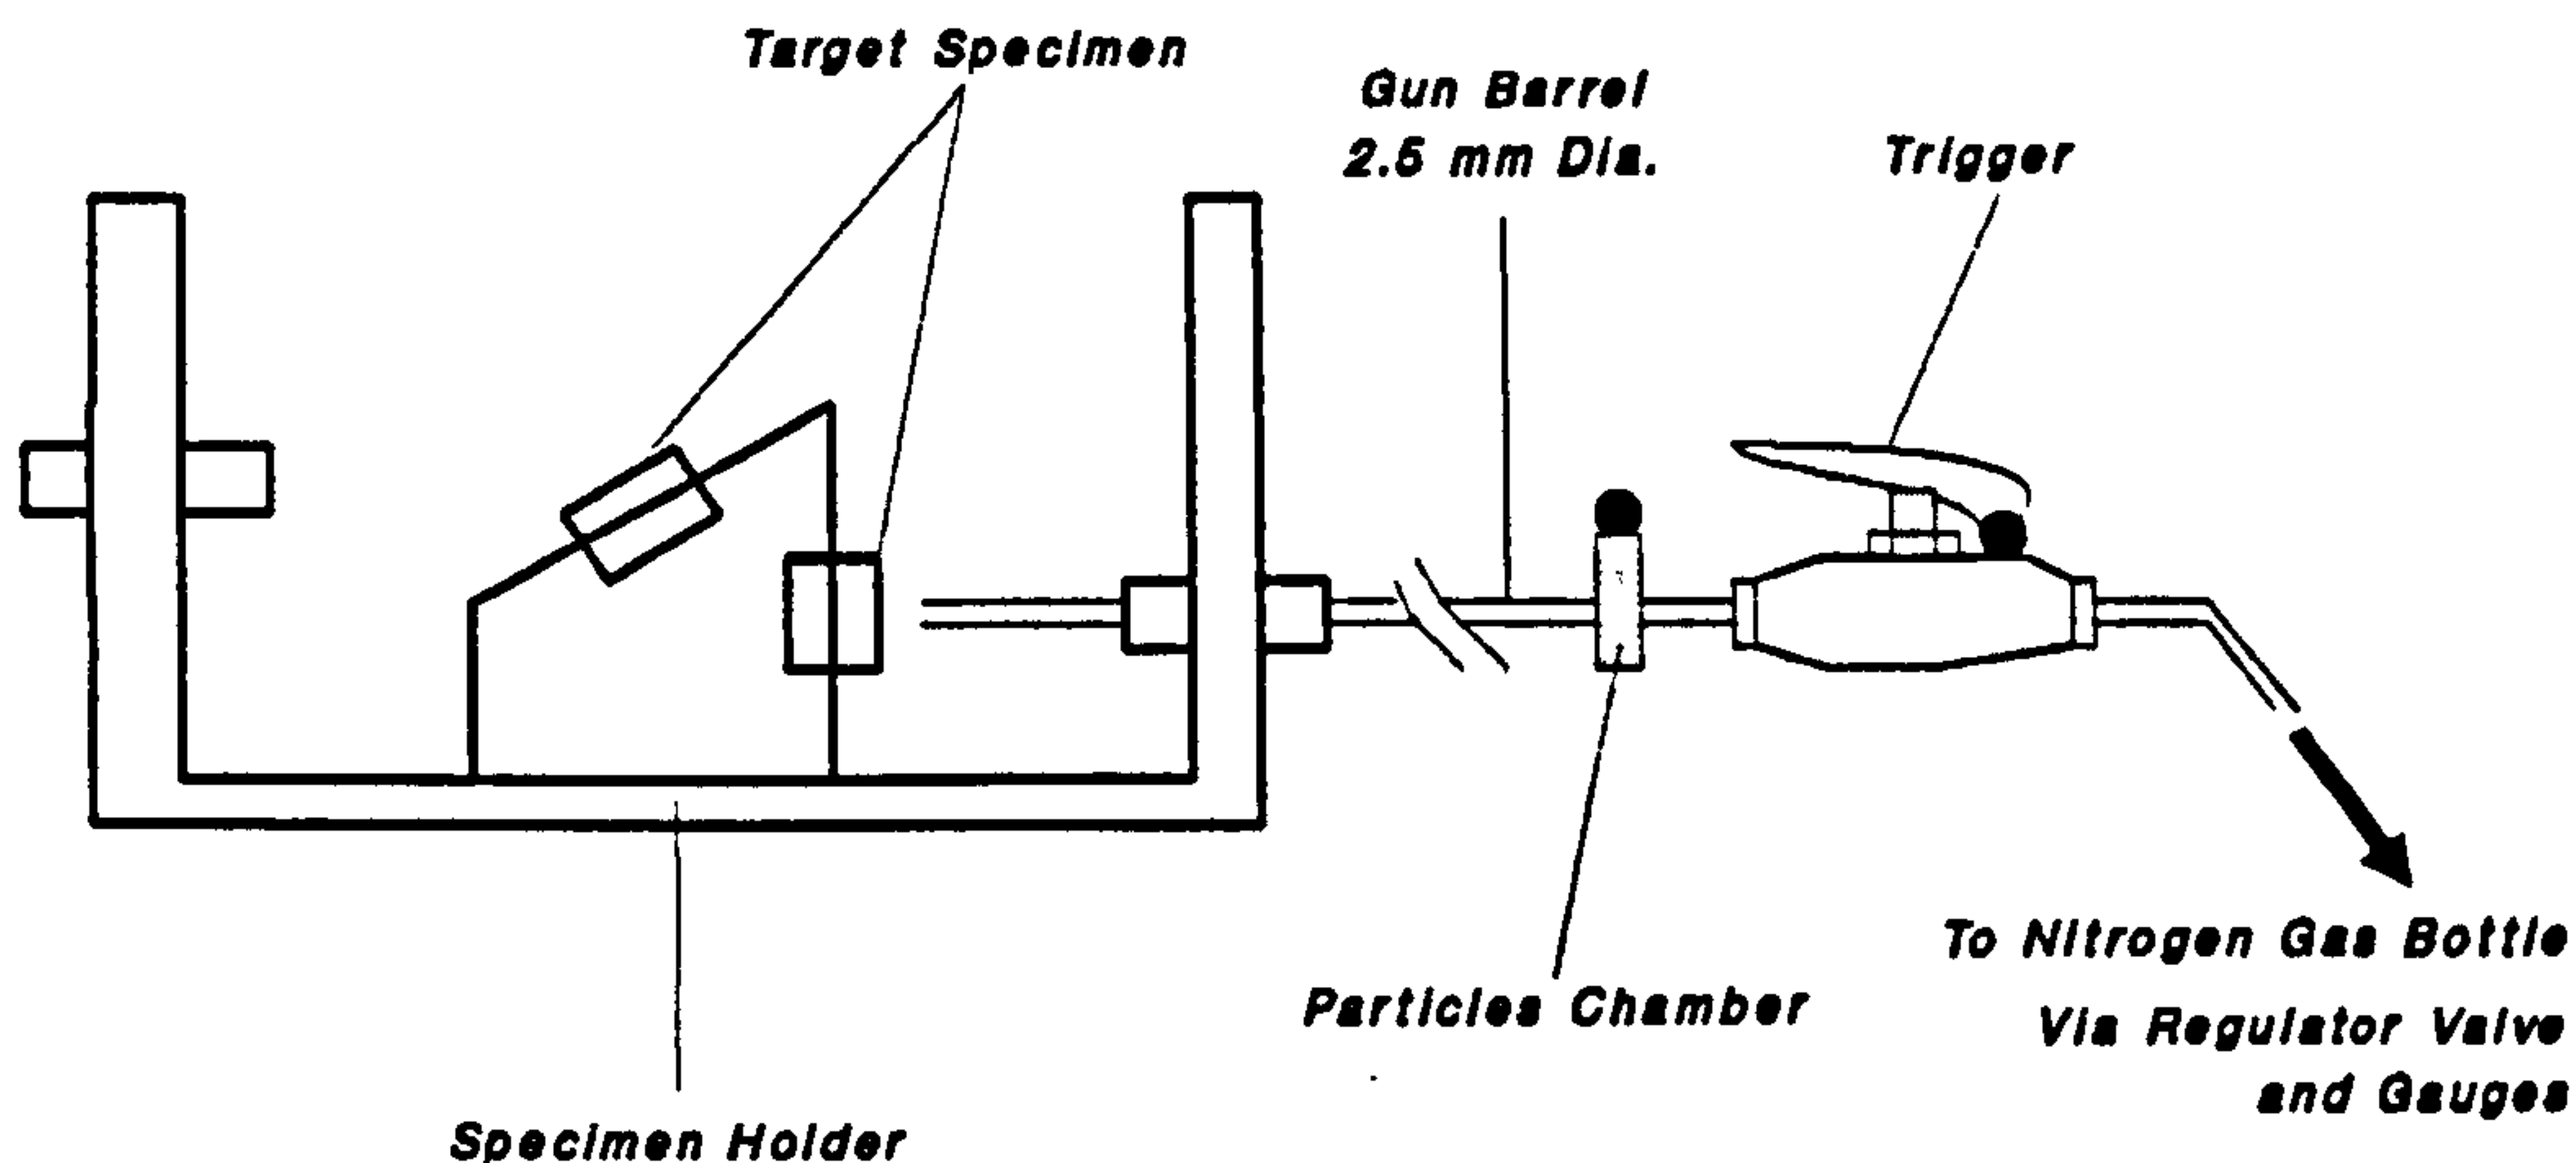 Target Specimen
Gun Barrel
2.5 mm Dia.
Trigger
To Nitrogen Gas Bottle
Via Regulator Valve
and Gauges
Particles Chamber
Specimen Holder